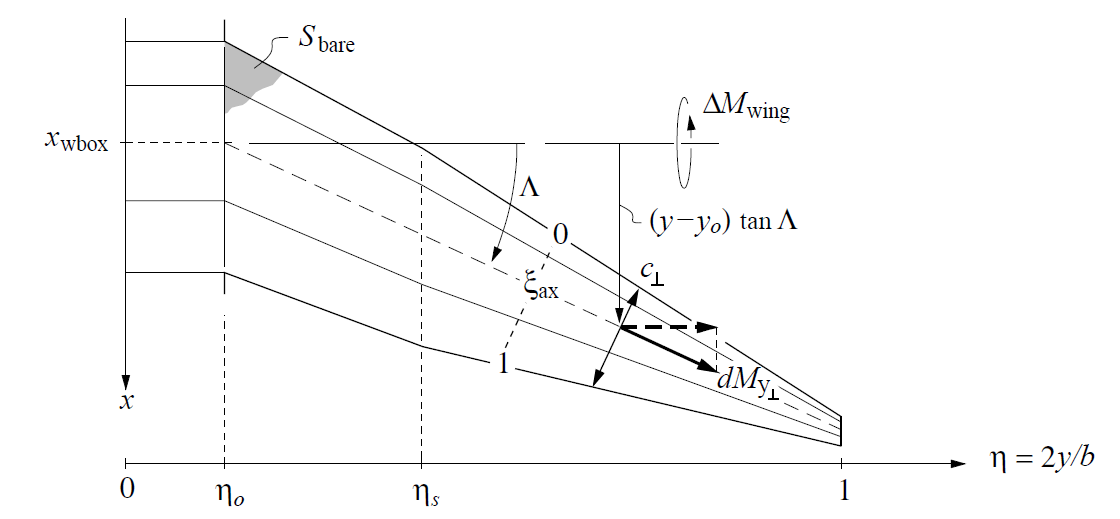 S_bare
ΔM_wing
x_wbox
Λ
(y−y_o) tan Λ
0
c_⊥
ξ_ax
1
dM_y⊥
x
η = 2y/b
0
η_o
η_s
1